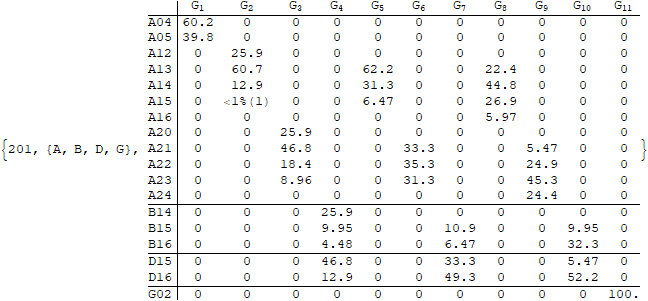 G1 G2 G3 G4 G5 G6 G7 G8 G9 G10 G11
A04 60.2 0 0 0 0 0 0 0 0 0 0
A05 39.8 0 0 0 0 0 0 0 0 0 0
A12 0 25.9 0 0 0 0 0 0 0 0 0
A13 0 60.7 0 0 62.2 0 0 22.4 0 0 0
A14 0 12.9 0 0 31.3 0 0 44.8 0 0 0
A15 0 <1%(1) 0 0 6.47 0 0 26.9 0 0 0
A16 0 0 0 0 0 0 0 5.97 0 0 0
A20 0 0 25.9 0 0 0 0 0 0 0 0
{201, {A, B, D, G}, A21 0 0 46.8 0 0 33.3 0 0 5.47 0 0 }
A22 0 0 18.4 0 0 35.3 0 0 24.9 0 0
A23 0 0 8.96 0 0 31.3 0 0 45.3 0 0
A24 0 0 0 0 0 0 0 0 24.4 0 0
B14 0 0 0 25.9 0 0 0 0 0 0 0
B15 0 0 0 9.95 0 0 10.9 0 0 9.95 0
B16 0 0 0 4.48 0 0 6.47 0 0 32.3 0
D15 0 0 0 46.8 0 0 33.3 0 0 5.47 0
D16 0 0 0 12.9 0 0 49.3 0 0 52.2 0
G02 0 0 0 0 0 0 0 0 0 0 100.